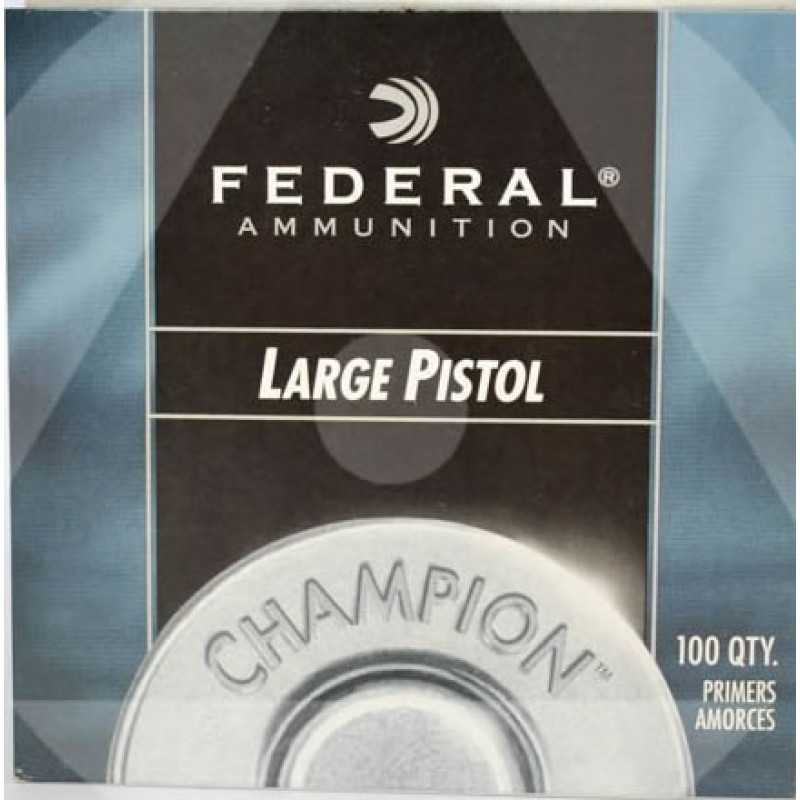 FEDERAL®
AMMUNITION
LARGE PISTOL
CHAMPION™
100 QTY.
PRIMERS
AMORCES